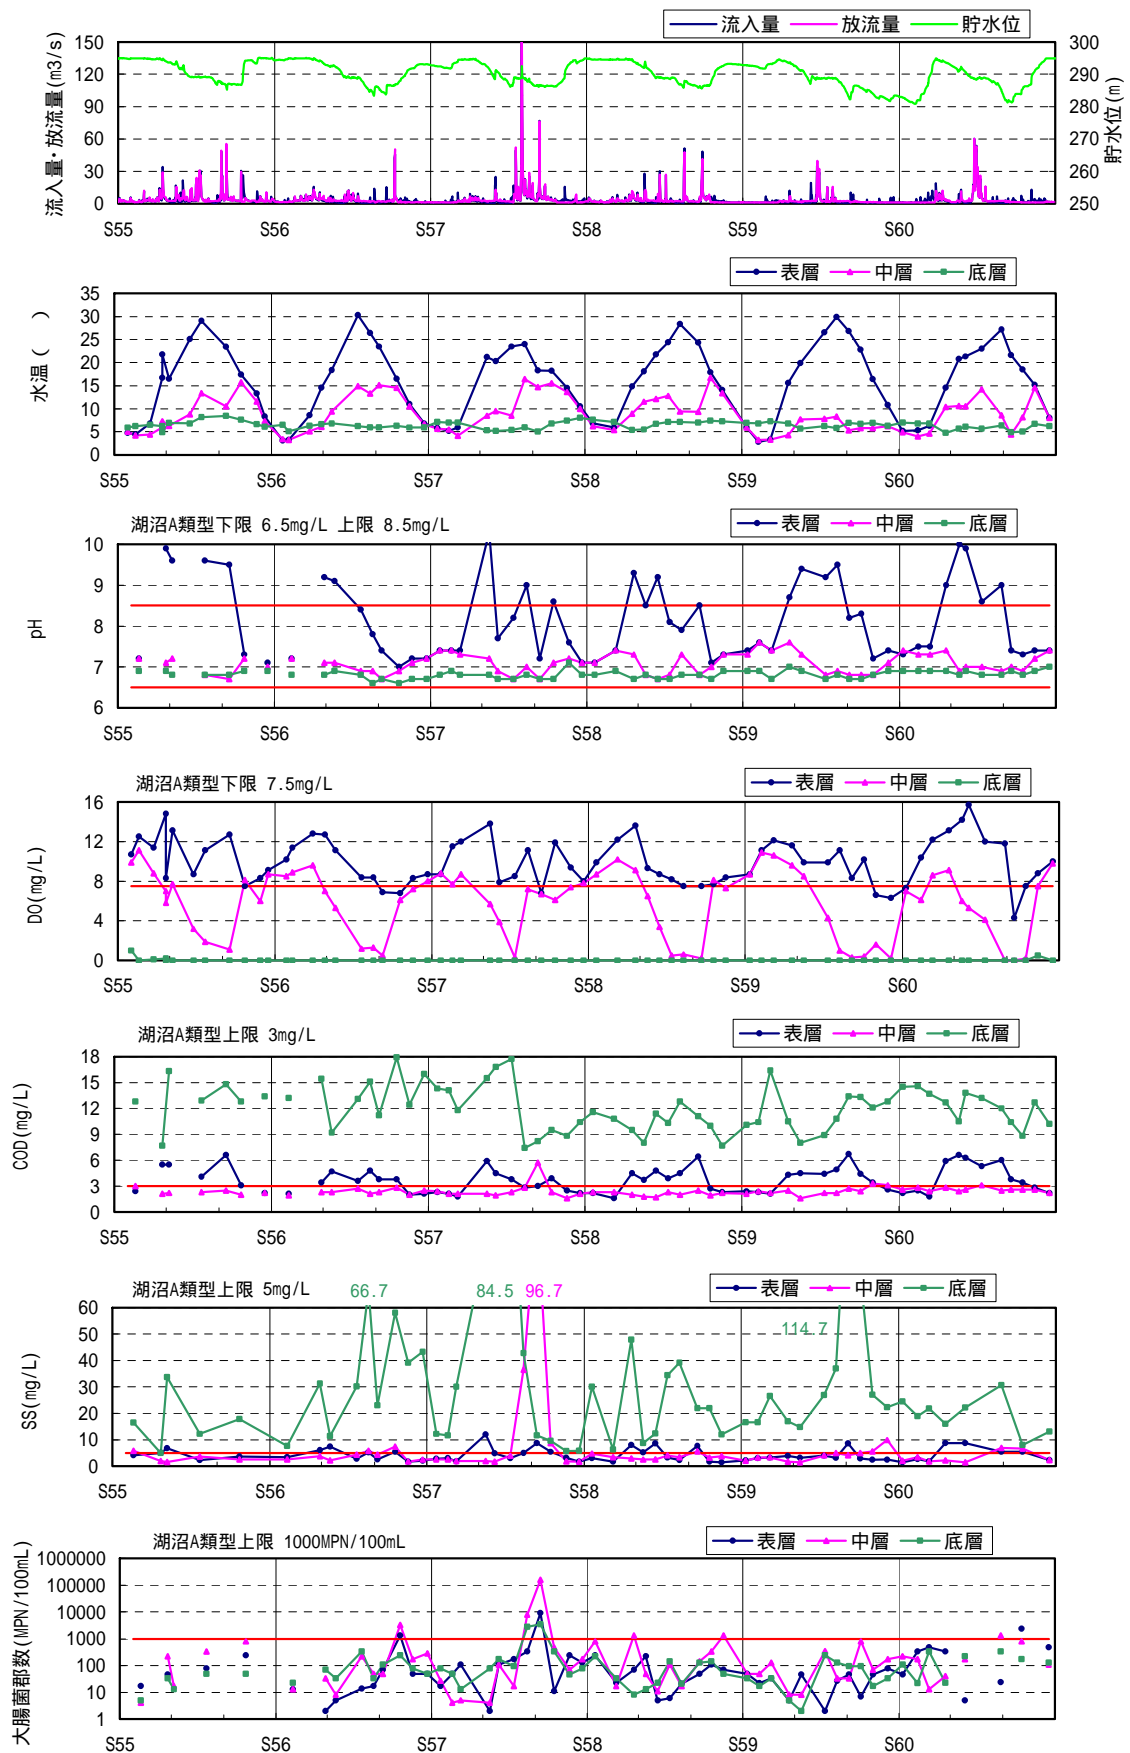 流入量 放流量 貯水位
流入量・放流量(m3/s)
150
120
90
60
30
0
300
290
280
270
260
250
貯水位(m)
S55 S56 S57 S58 S59 S60
表層 中層 底層
水温( )
35
30
25
20
15
10
5
0
S55 S56 S57 S58 S59 S60
湖沼A類型下限 6.5mg/L 上限 8.5mg/L
表層 中層 底層
pH
10
9
8
7
6
S55 S56 S57 S58 S59 S60
湖沼A類型下限 7.5mg/L
表層 中層 底層
DO(mg/L)
16
12
8
4
0
S55 S56 S57 S58 S59 S60
湖沼A類型上限 3mg/L
表層 中層 底層
COD(mg/L)
18
15
12
9
6
3
0
S55 S56 S57 S58 S59 S60
湖沼A類型上限 5mg/L
66.7 84.5 96.7
表層 中層 底層
114.7
SS(mg/L)
60
50
40
30
20
10
0
S55 S56 S57 S58 S59 S60
湖沼A類型上限 1000MPN/100mL
表層 中層 底層
大腸菌郡数(MPN/100mL)
1000000
100000
10000
1000
100
10
1
S55 S56 S57 S58 S59 S60